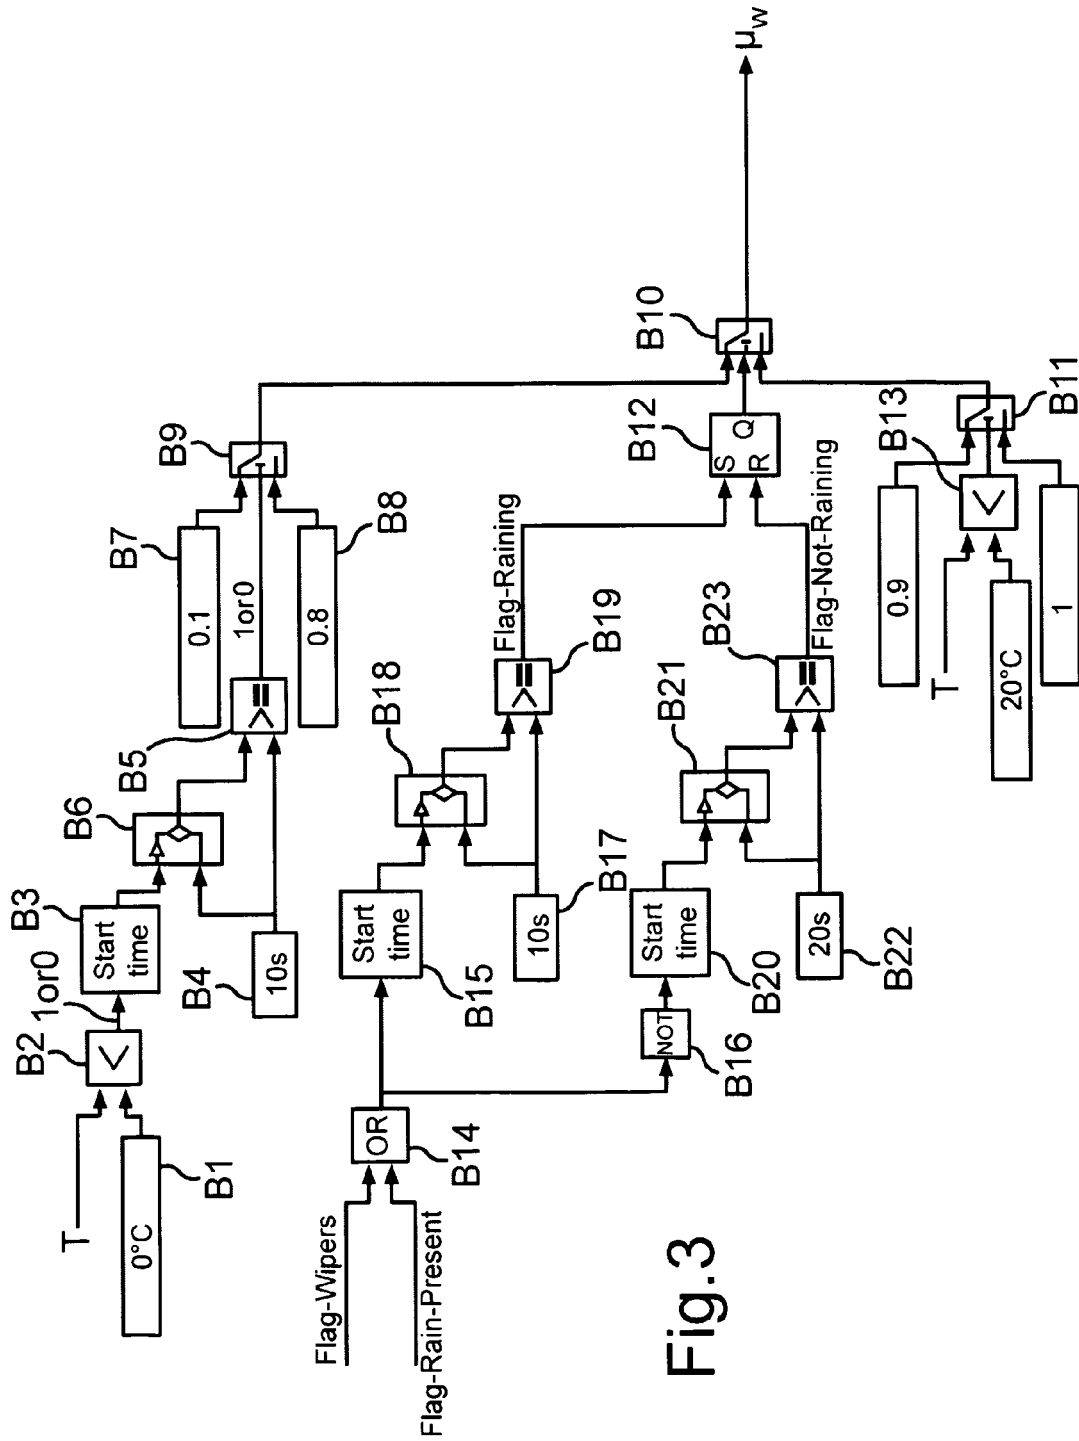 T
0°C
B1
B2
<
1or0
B3
Start
time
B4
10s
B6
B5
>=
B7
0.1
1or0
0.8
B8
B9
Flag-Wipers
Flag-Rain-Present
OR
B14
Start
time
B15
10s
B17
B18
>=
B19
Flag-Raining
NOT
B16
Start
time
B20
20s
B22
B21
B23
>=
Flag-Not-Raining
B12
S
R
Q
B10
μw
0.9
T
20°C
1
B13
<
B11
Fig.3